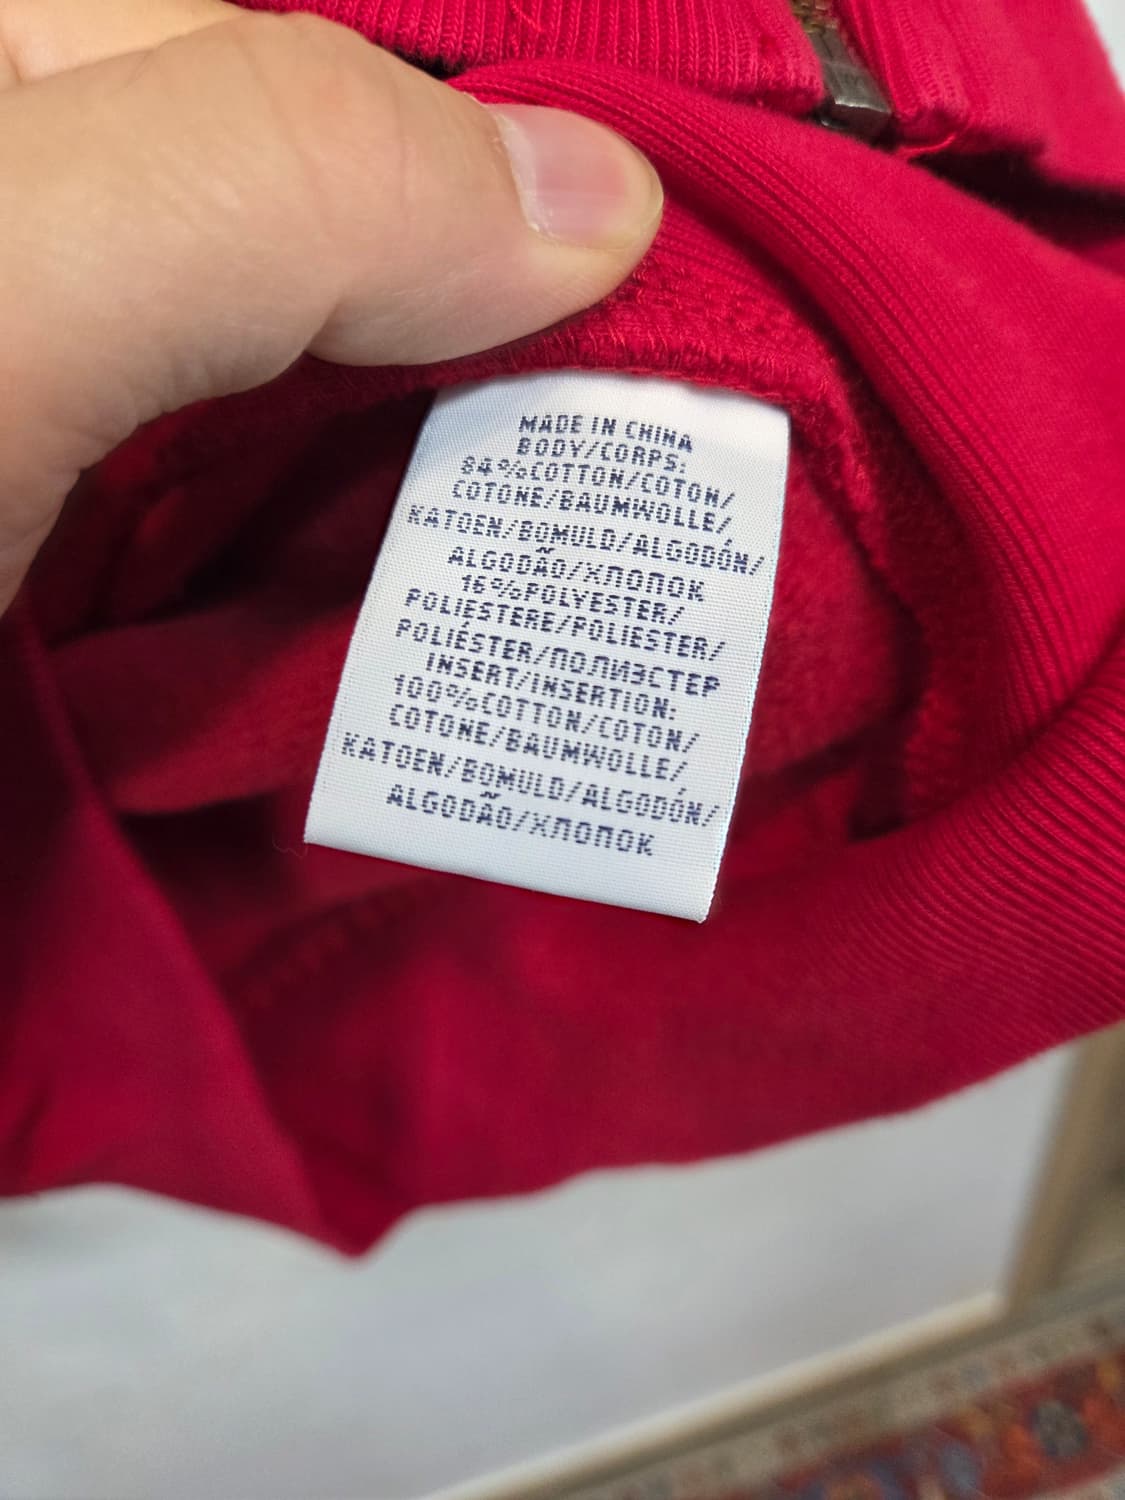 MADE IN CHINA
BODY/CORPS:
84%COTTON/COTON/
COTONE/BAUMWOLLE/
KATOEN/BOMULD/ALGODÓN/
ALGODÃO/ХЛОПОК
16%POLYESTER/
POLIESTERE/POLIESTER/
POLIÉSTER/ПОЛИЭСТЕР
INSERT/INSERTION:
100%COTTON/COTON/
COTONE/BAUMWOLLE/
KATOEN/BOMULD/ALGODÓN/
ALGODÃO/ХЛОПОК